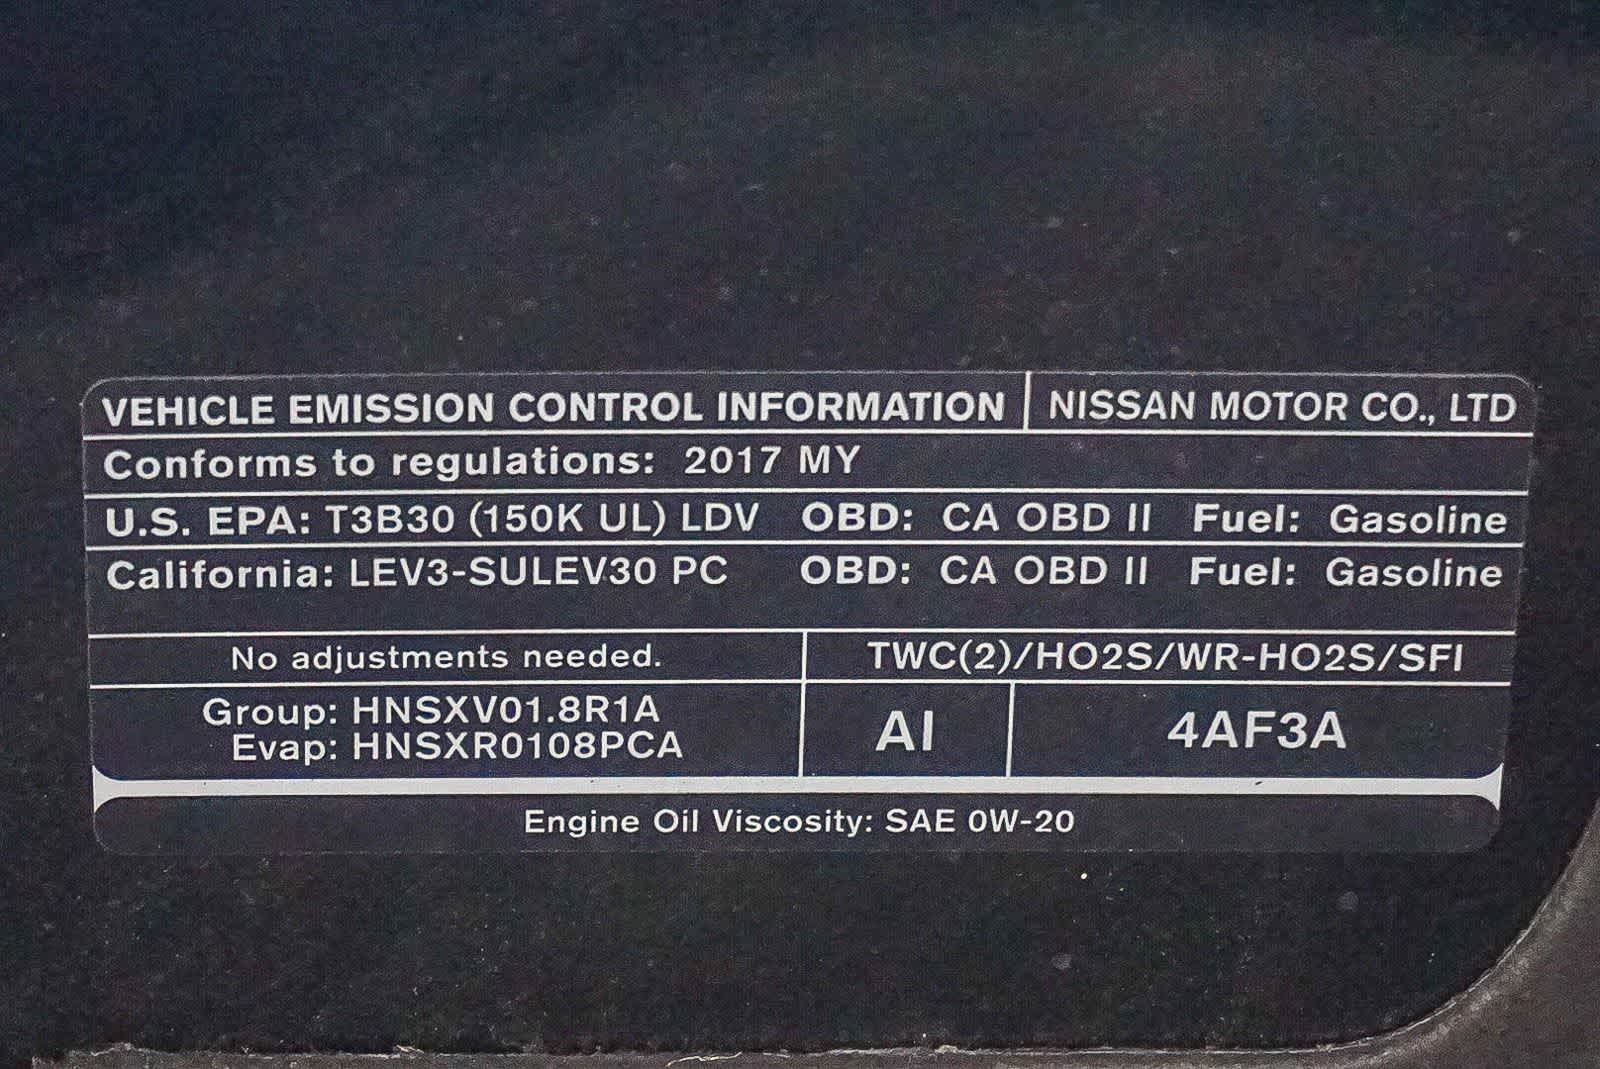 VEHICLE EMISSION CONTROL INFORMATION NISSAN MOTOR CO., LTD
Conforms to regulations: 2017 MY
U.S. EPA: T3B30 (150K UL) LDV OBD: CA OBD II Fuel: Gasoline
California: LEV3-SULEV30 PC OBD: CA OBD II Fuel: Gasoline
No adjustments needed. TWC(2)/HO2S/WR-HO2S/SFI
Group: HNSXV01.8R1A
Evap: HNSXR0108PCA
AI 4AF3A
Engine Oil Viscosity: SAE 0W-20